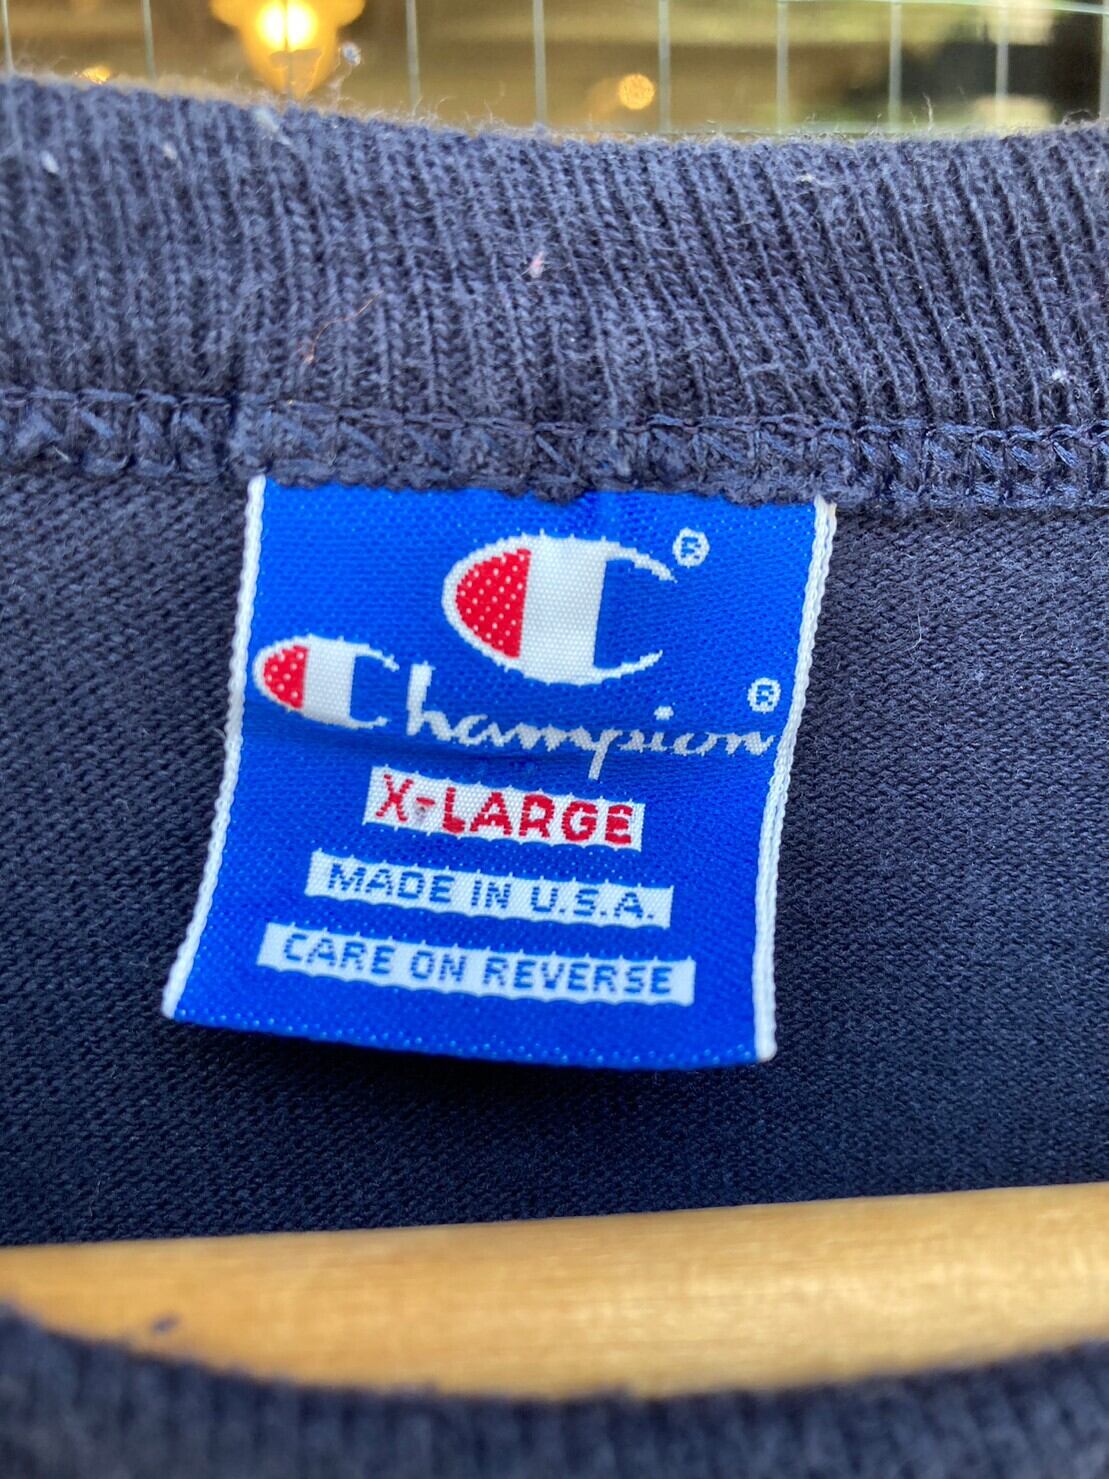 C®
Champion®
X-LARGE
MADE IN U.S.A.
CARE ON REVERSE